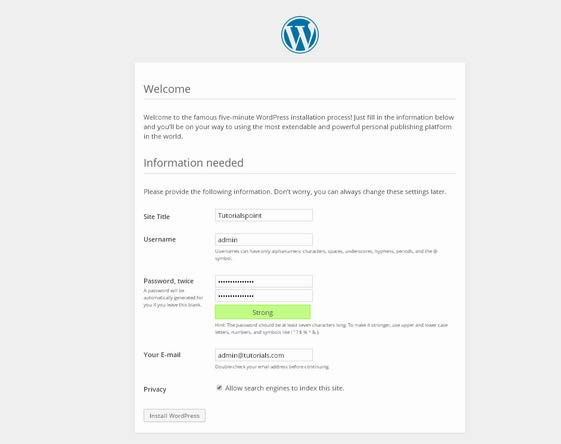 W
Welcome
Welcome to the famous five-minute WordPress installation process! Just fill in the information below
and you'll be on your way to using the most extendable and powerful personal publishing platform
in the world.
Information needed
Please provide the following information. Don't worry, you can always change these settings later.
Site Title
Tutorialspoint
Username
admin
Usernames can have only alphanumeric characters, spaces, underscores, hyphens, periods, and the @
symbol.
Password, twice
A password will be
automatically generated for
you if you leave this blank.
•••••••••••••••
•••••••••••••••
Strong
Hint: The password should be at least seven characters long. To make it stronger, use upper and lower case
letters, numbers, and symbols like ! " ? $ % ^ & ).
Your E-mail
admin@tutorials.com
Double-check your email address before continuing.
Privacy
Allow search engines to index this site.
Install WordPress